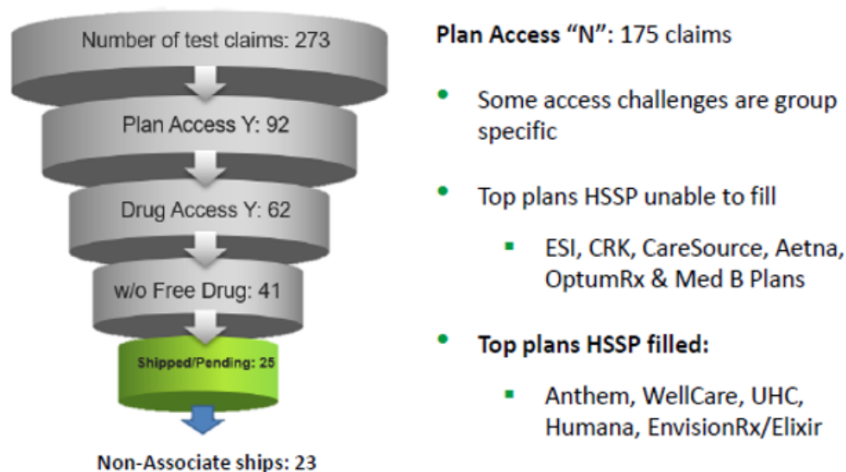 Number of test claims: 273
Plan Access Y: 92
Drug Access Y: 62
w/o Free Drug: 41
Shipped/Pending: 25
Non-Associate ships: 23
Plan Access “N”: 175 claims
• Some access challenges are group
specific
• Top plans HSSP unable to fill
▪ ESI, CRK, CareSource, Aetna,
OptumRx & Med B Plans
• Top plans HSSP filled:
▪ Anthem, WellCare, UHC,
Humana, EnvisionRx/Elixir